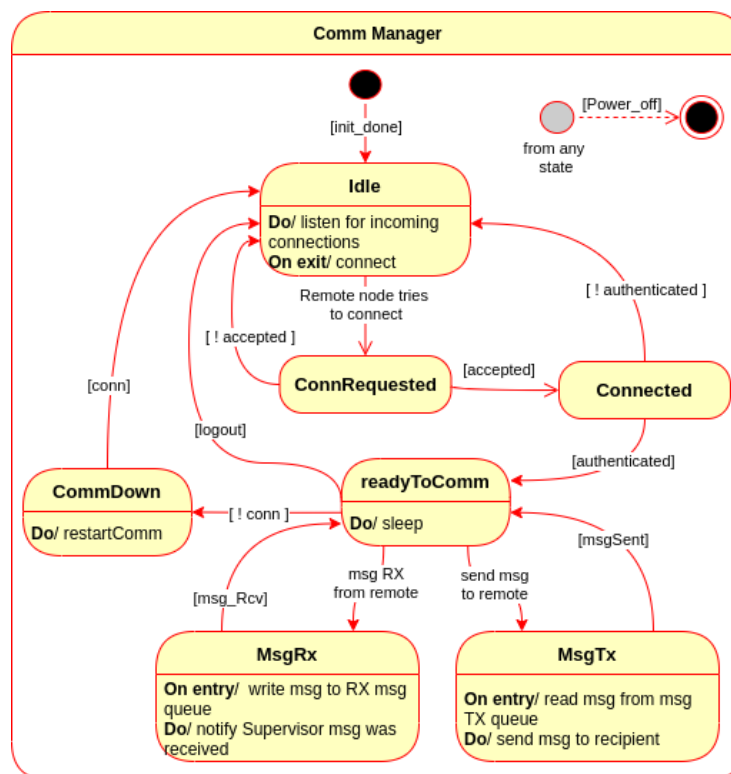 Comm Manager
[init_done]
[Power_off]
from any
state
Idle
Do/ listen for incoming
connections
On exit/ connect
Remote node tries
to connect
[ ! authenticated ]
[ ! accepted ]
ConnRequested
[accepted]
Connected
[conn]
[logout]
[authenticated]
CommDown
Do/ restartComm
[ ! conn ]
readyToComm
Do/ sleep
[msgSent]
[msg_Rcv]
msg RX
from remote
send msg
to remote
MsgRx
On entry/ write msg to RX msg
queue
Do/ notify Supervisor msg was
received
MsgTx
On entry/ read msg from msg
TX queue
Do/ send msg to recipient